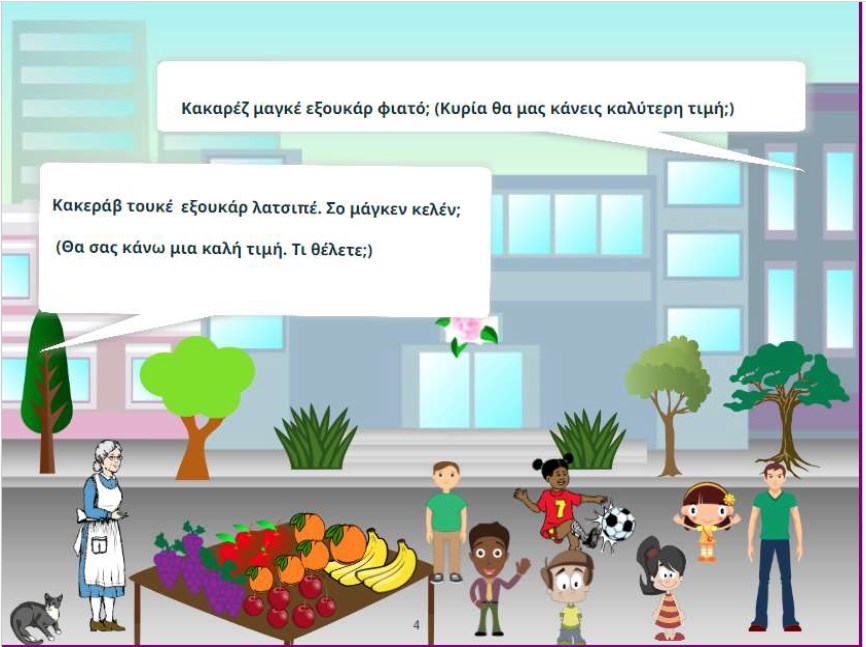 Κακαρέζ μαγκέ εξουκάρ φιατό; (Κυρία θα μας κάνεις καλύτερη τιμή;)
Κακεράβ τουκέ εξουκάρ λατσιπέ. Σο μάγκεν κελέν;
(Θα σας κάνω μια καλή τιμή. Τι θέλετε;)
7
4